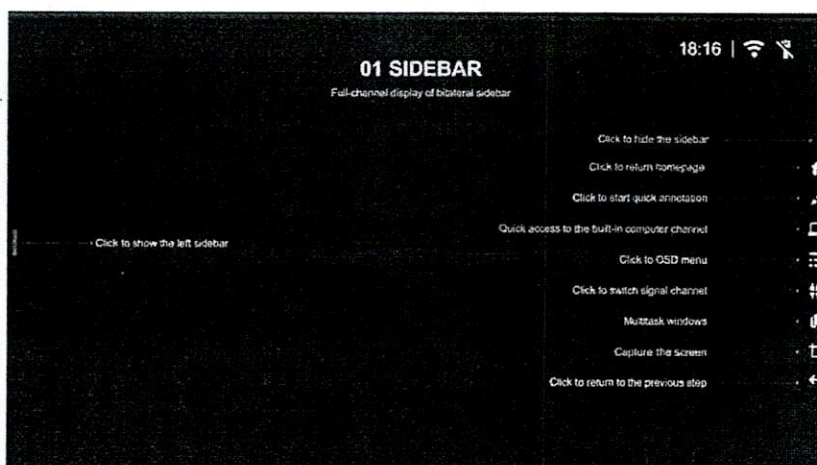 18:16 |
01 SIDEBAR
Full-channel display of bilateral sidebar
Click to hide the sidebar
Click to return homepage
Click to start quick annotation
Quick access to the built-in computer channel
Click to show the left sidebar
Click to OSD menu
Click to switch signal channel
Multitask windows
Capture the screen
Click to return to the previous step